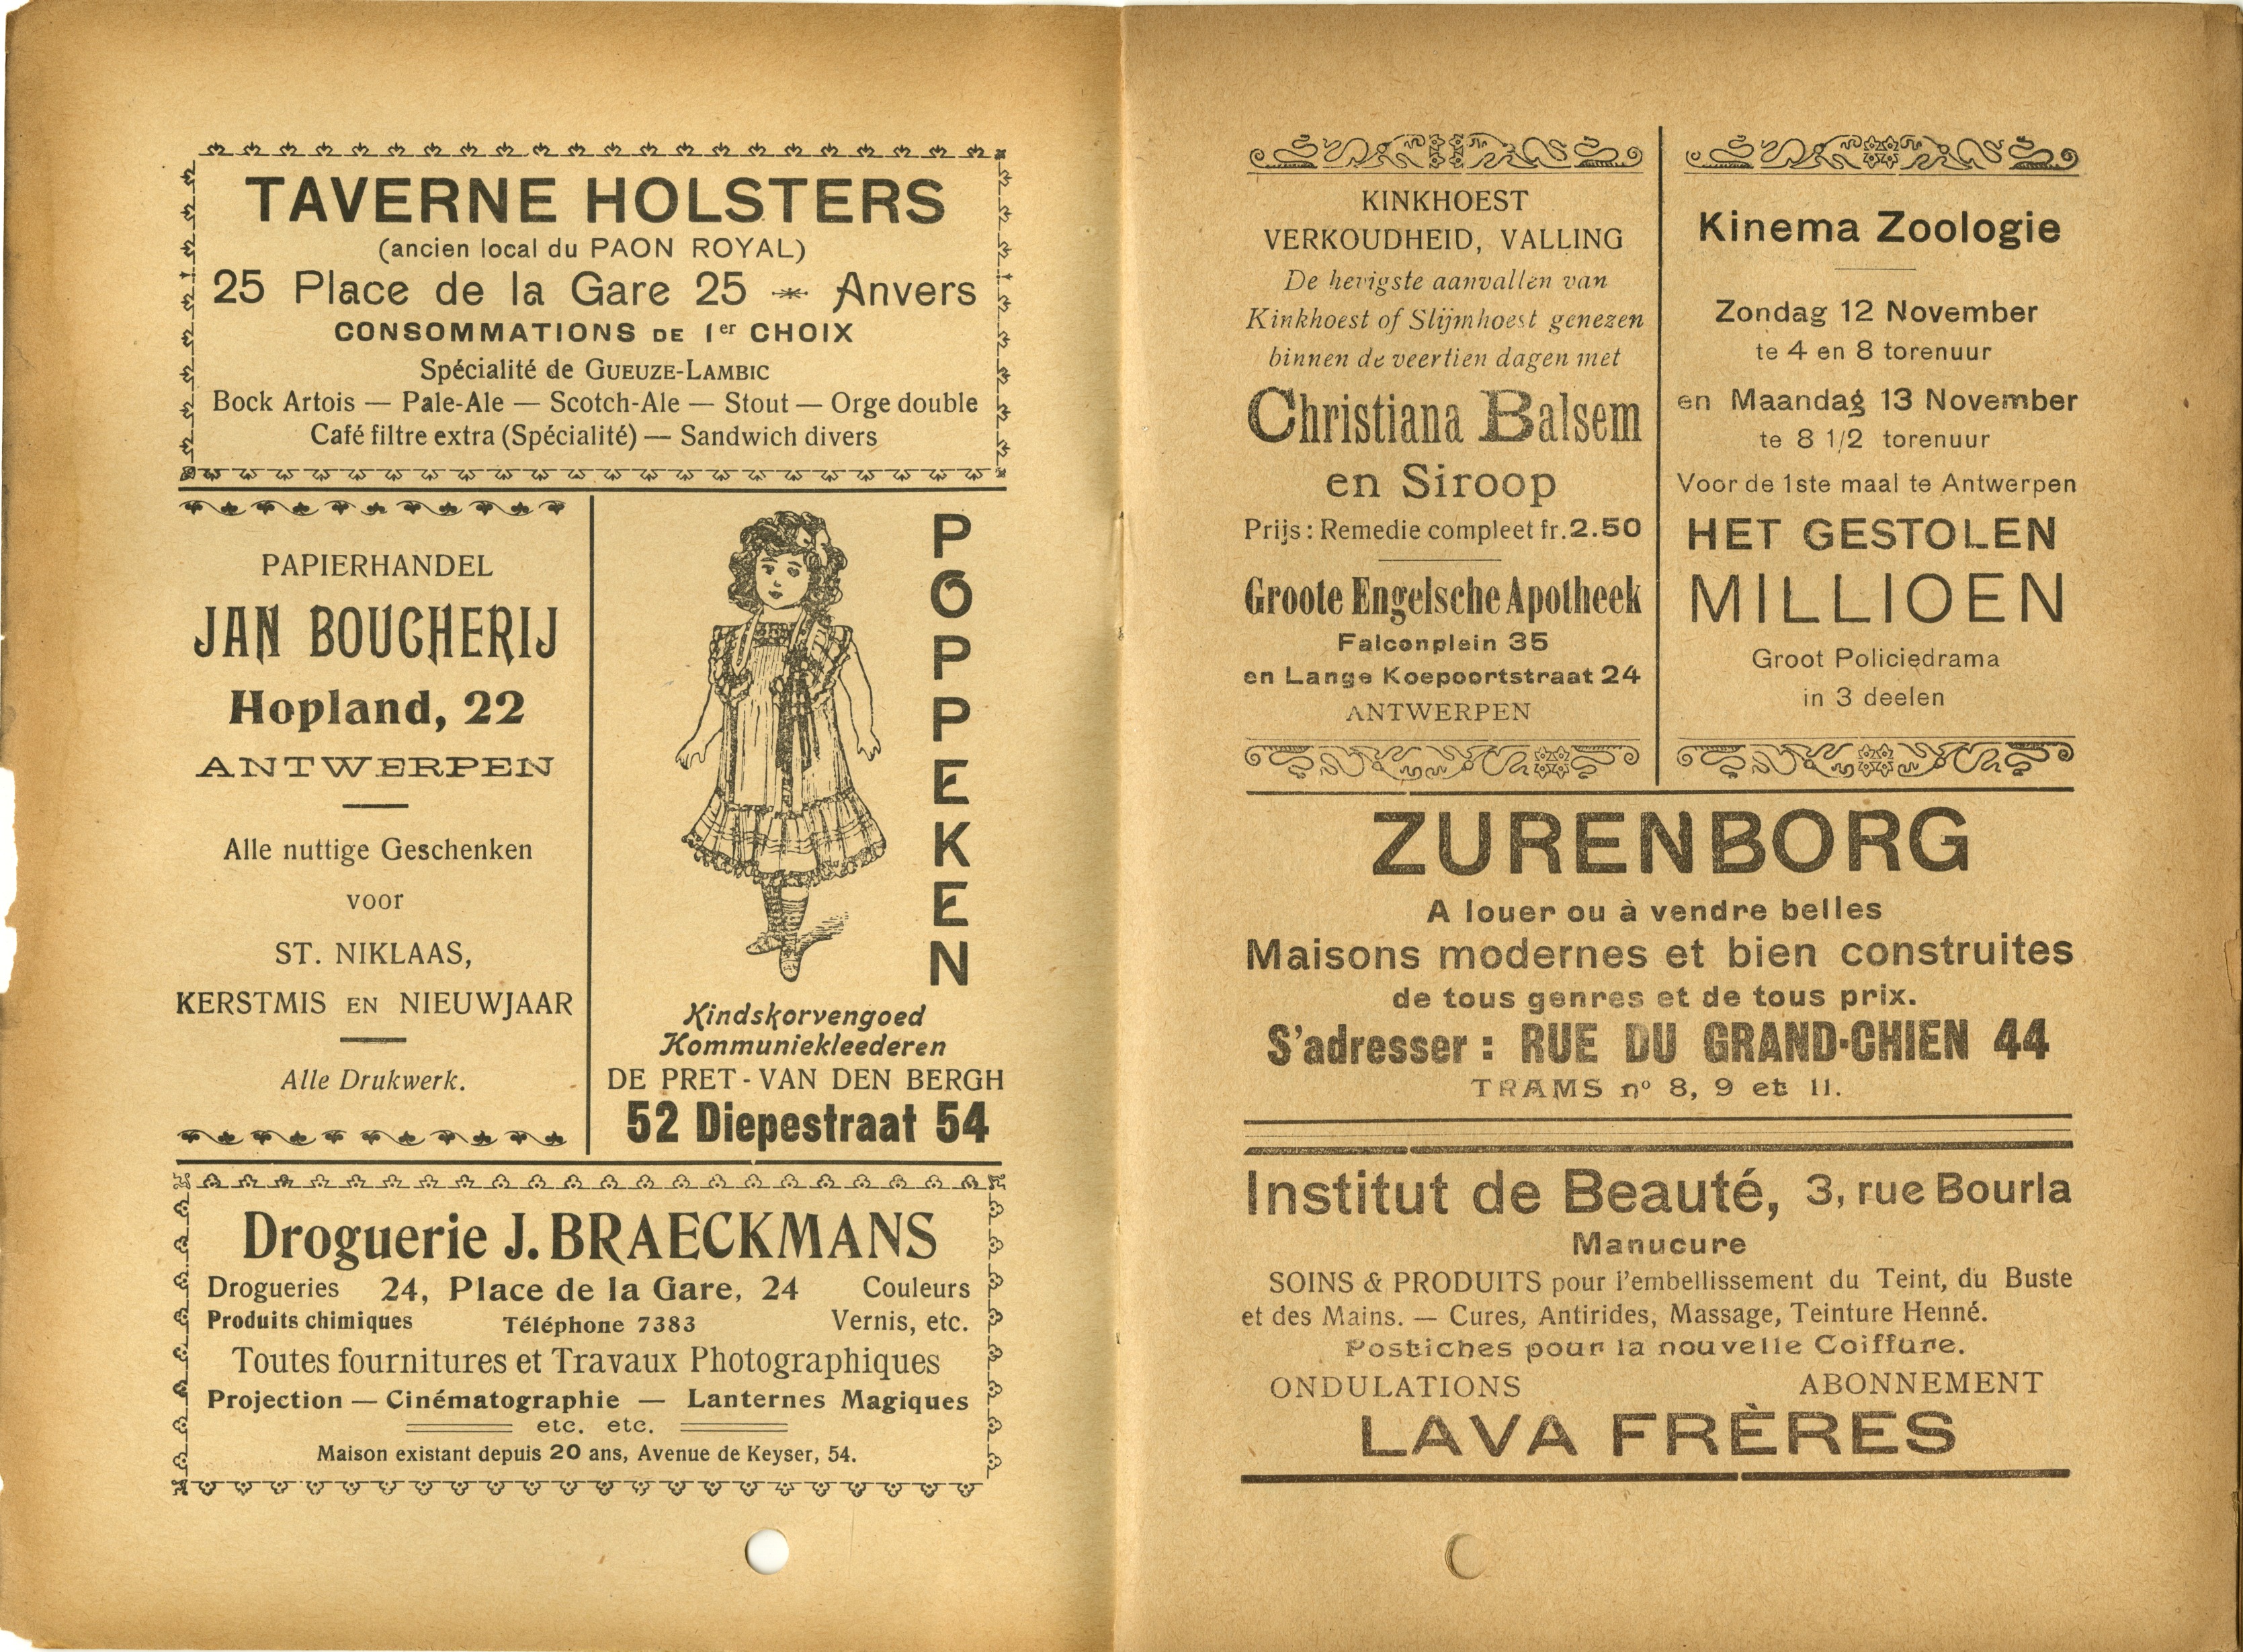 TAVERNE HOLSTERS
(ancien local du PAON ROYAL)
25 Place de la Gare 25 Anvers
CONSOMMATIONS DE 1er CHOIX
Spécialité de GUEUZE-LAMBIC
Bock Artois — Pale-Ale — Scotch-Ale — Stout — Orge double
Café filtre extra (Spécialité) — Sandwich divers
PAPIERHANDEL
JAN BOUCHERIJ
Hopland, 22
ANTWERPEN
Alle nuttige Geschenken
voor
ST. NIKLAAS,
KERSTMIS EN NIEUWJAAR
Alle Drukwerk.
POPPEKEN
Kindskorvengoed
Kommuniekleederen
DE PRET - VAN DEN BERGH
52 Diepestraat 54
Droguerie J. BRAECKMANS
Drogueries 24, Place de la Gare, 24 Couleurs
Produits chimiques Téléphone 7383 Vernis, etc.
Toutes fournitures et Travaux Photographiques
Projection — Cinématographie — Lanternes Magiques
etc. etc.
Maison existant depuis 20 ans, Avenue de Keyser, 54.
KINKHOEST
VERKOUDHEID, VALLING
De hevigste aanvallen van
Kinkhoest of Slijmhoest genezen
binnen de veertien dagen met
Christiana Balsem
en Siroop
Prijs : Remedie compleet fr. 2.50
Groote Engelsche Apotheek
Falconplein 35
en Lange Koepoortstraat 24
ANTWERPEN
Kinema Zoologie
Zondag 12 November
te 4 en 8 torenuur
en Maandag 13 November
te 8 1/2 torenuur
Voor de 1ste maal te Antwerpen
HET GESTOLEN
MILLIOEN
Groot Policiedrama
in 3 deelen
ZURENBORG
A louer ou à vendre belles
Maisons modernes et bien construites
de tous genres et de tous prix.
S'adresser : RUE DU GRAND-CHIEN 44
TRAMS no 8, 9 et 11.
Institut de Beauté, 3, rue Bourla
Manucure
SOINS & PRODUITS pour l'embellissement du Teint, du Buste
et des Mains. — Cures, Antirides, Massage, Teinture Henné.
Postiches pour la nouvelle Coiffure.
ONDULATIONS ABONNEMENT
LAVA FRÈRES